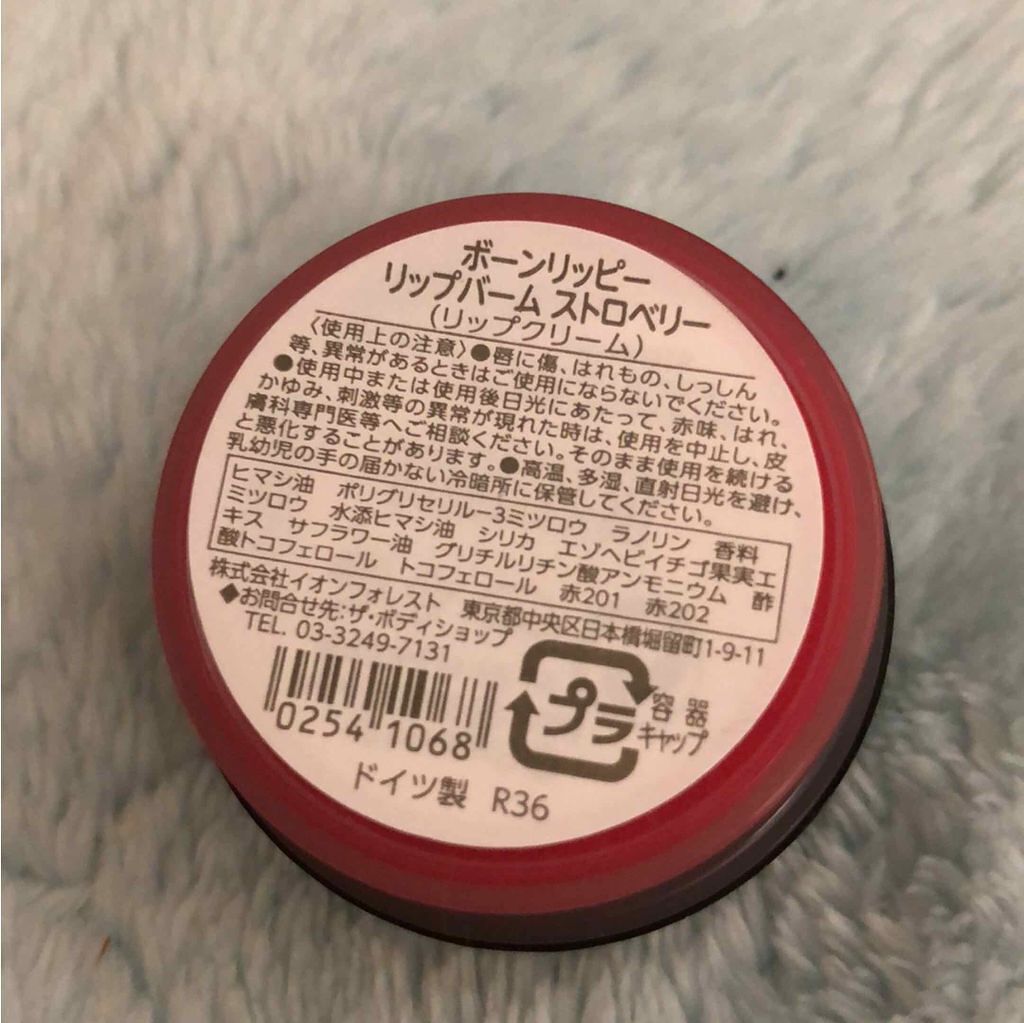 ボーンリッピー
リップバーム ストロベリー
(リップクリーム)
〈使用上の注意〉●唇に傷、はれもの、しっしん
等、異常があるときはご使用にならないでください。
●使用中または使用後日光にあたって、赤味、はれ、
かゆみ、刺激等の異常が現れた時は、使用を中止し、皮
膚科専門医等へご相談ください。そのまま使用を続ける
と悪化することがあります。●高温、多湿、直射日光を避け、
乳幼児の手の届かない冷暗所に保管してください。
ヒマシ油 ポリグリセリル-3ミツロウ ラノリン 香料
ミツロウ 水添ヒマシ油 シリカ エゾヘビイチゴ果実エ
キス サフラワー油 グリチルリチン酸アンモニウム 酢
酸トコフェロール トコフェロール 赤201 赤202
株式会社イオンフォレスト 東京都中央区日本橋堀留町1-9-11
◆お問合せ先:ザ・ボディショップ
TEL. 03-3249-7131
0254 1068
プラ
容器
キャップ
ドイツ製 R36